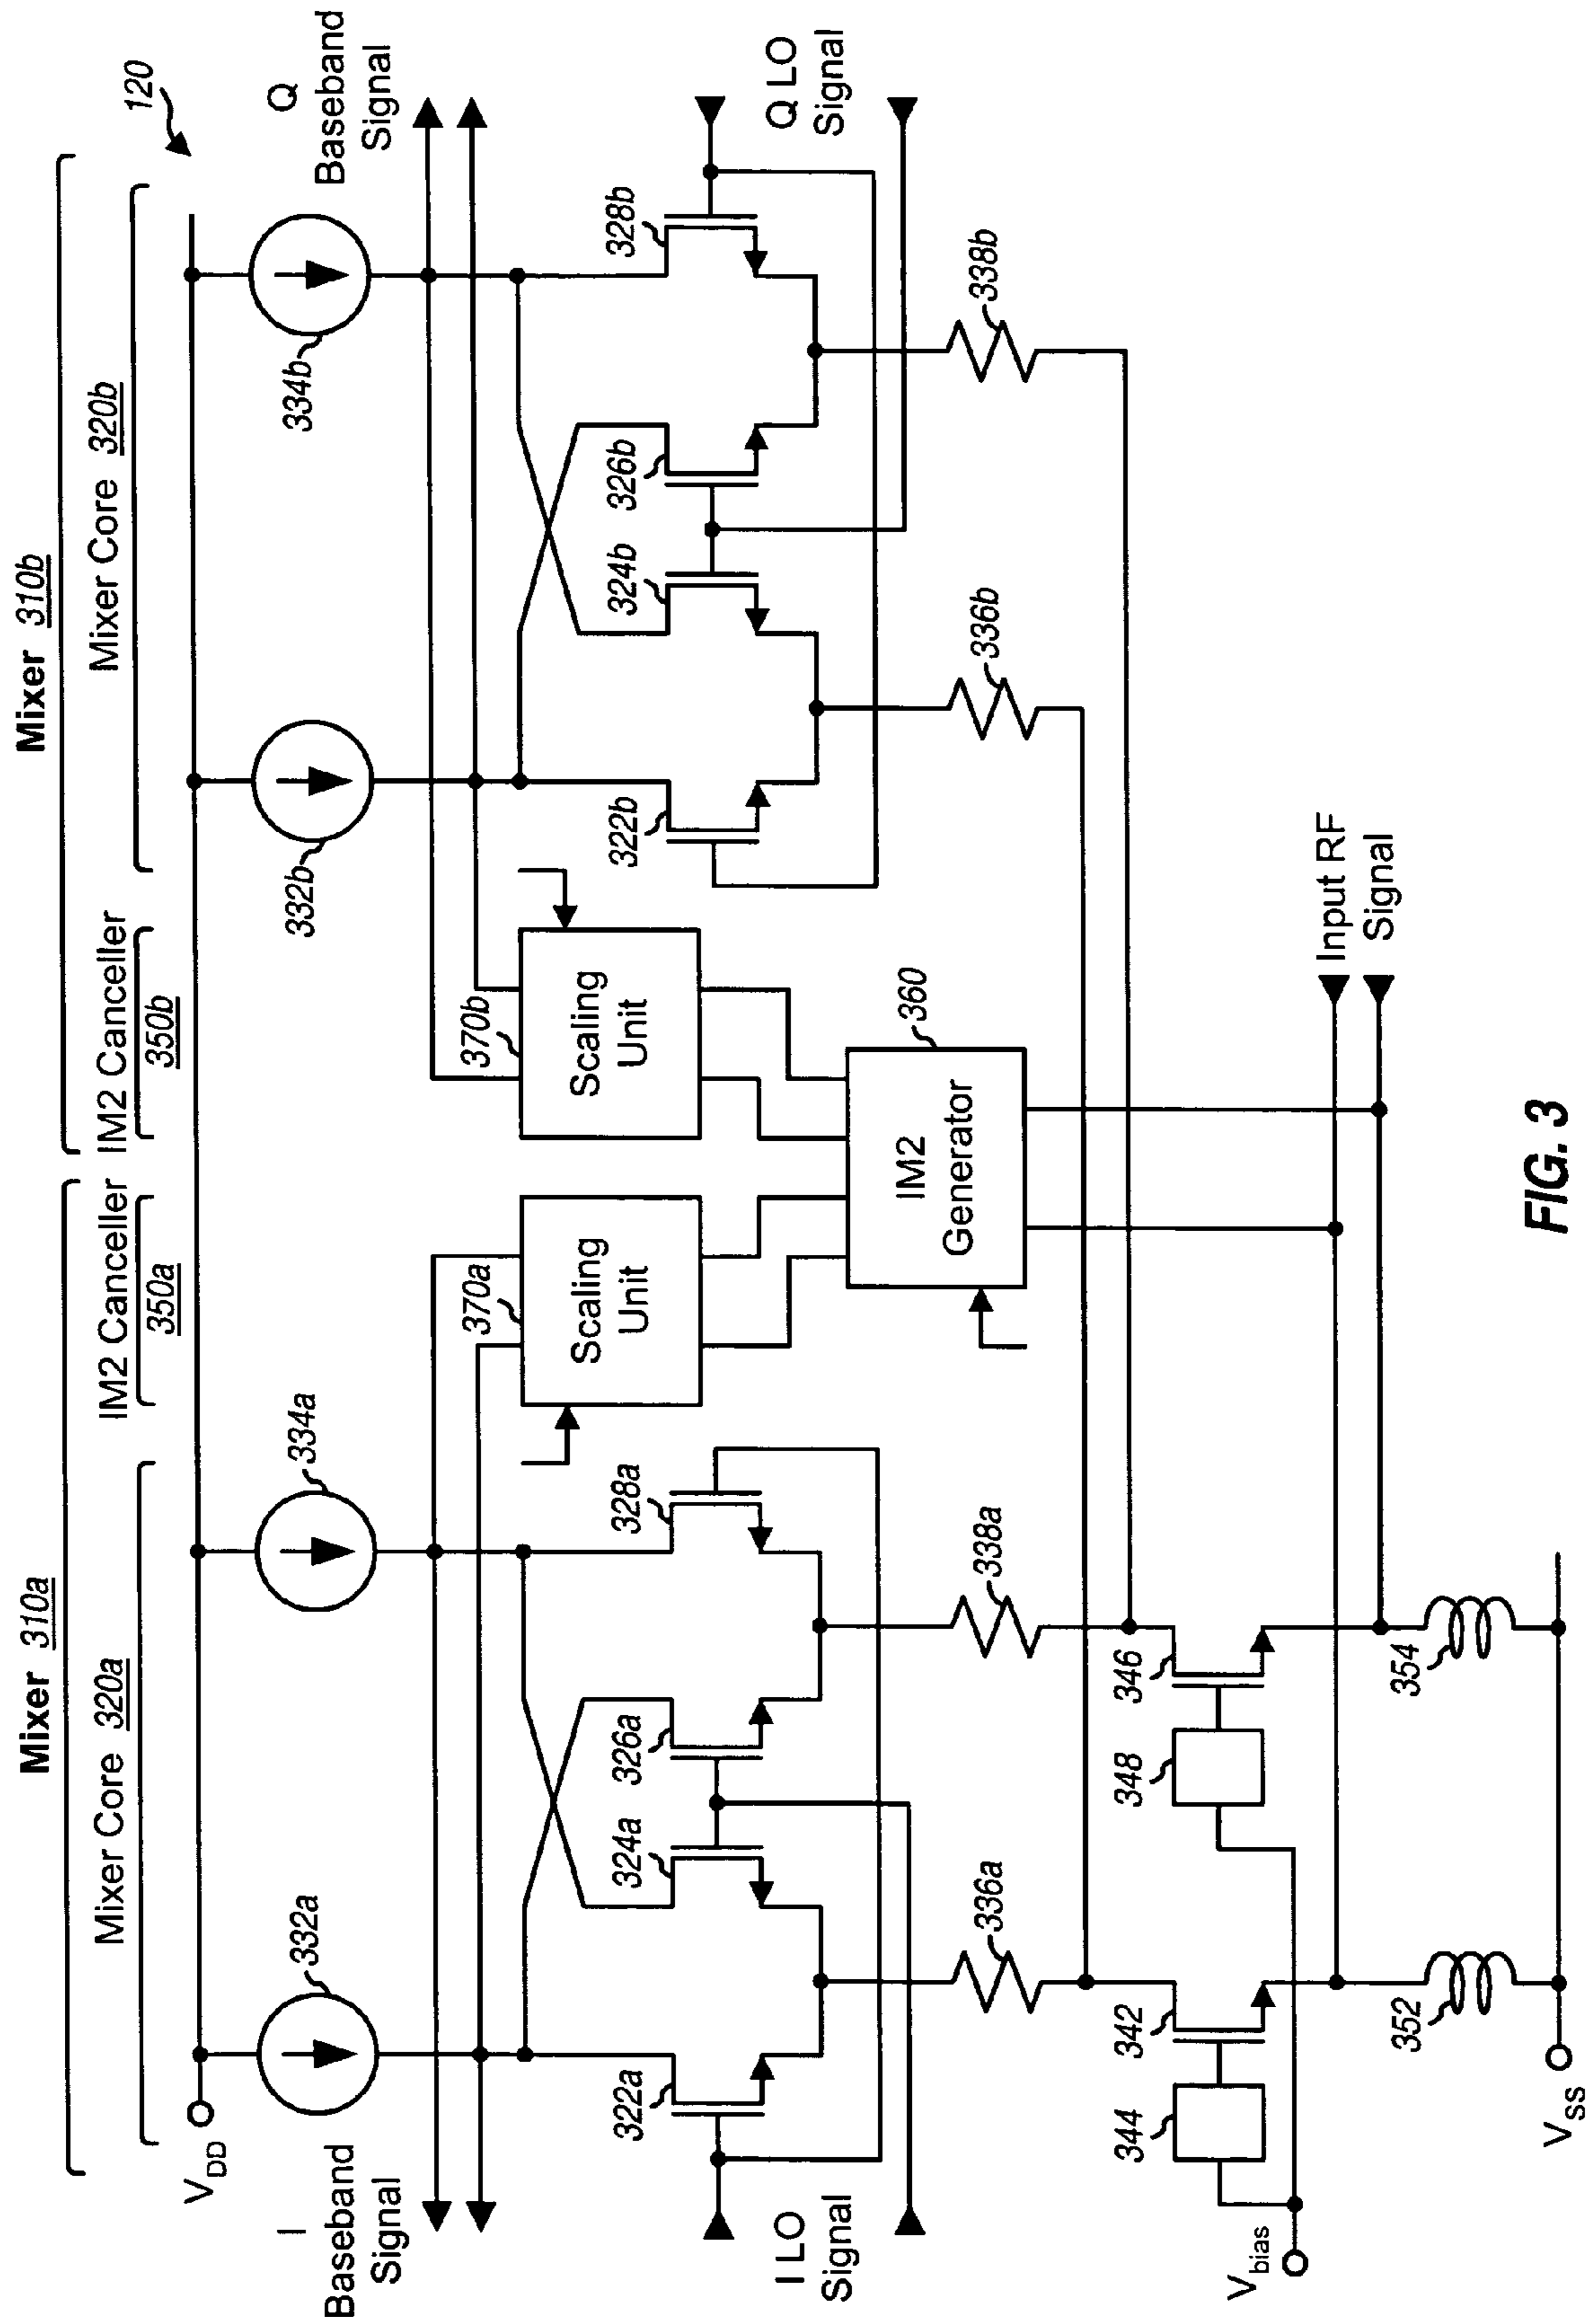 120
Mixer 310a
Mixer 310b
Mixer Core 320a
IM2 Canceller
350a
IM2 Canceller
350b
Mixer Core 320b
VDD
332a
334a
332b
334b
I
Baseband
Signal
Q
Baseband
Signal
370a
Scaling
Unit
370b
Scaling
Unit
322a
324a
326a
328a
322b
324b
326b
328b
I LO
Signal
Q LO
Signal
360
IM2
Generator
336a
338a
336b
338b
344
342
348
346
Vbias
Input RF
Signal
352
354
VSS
FIG. 3